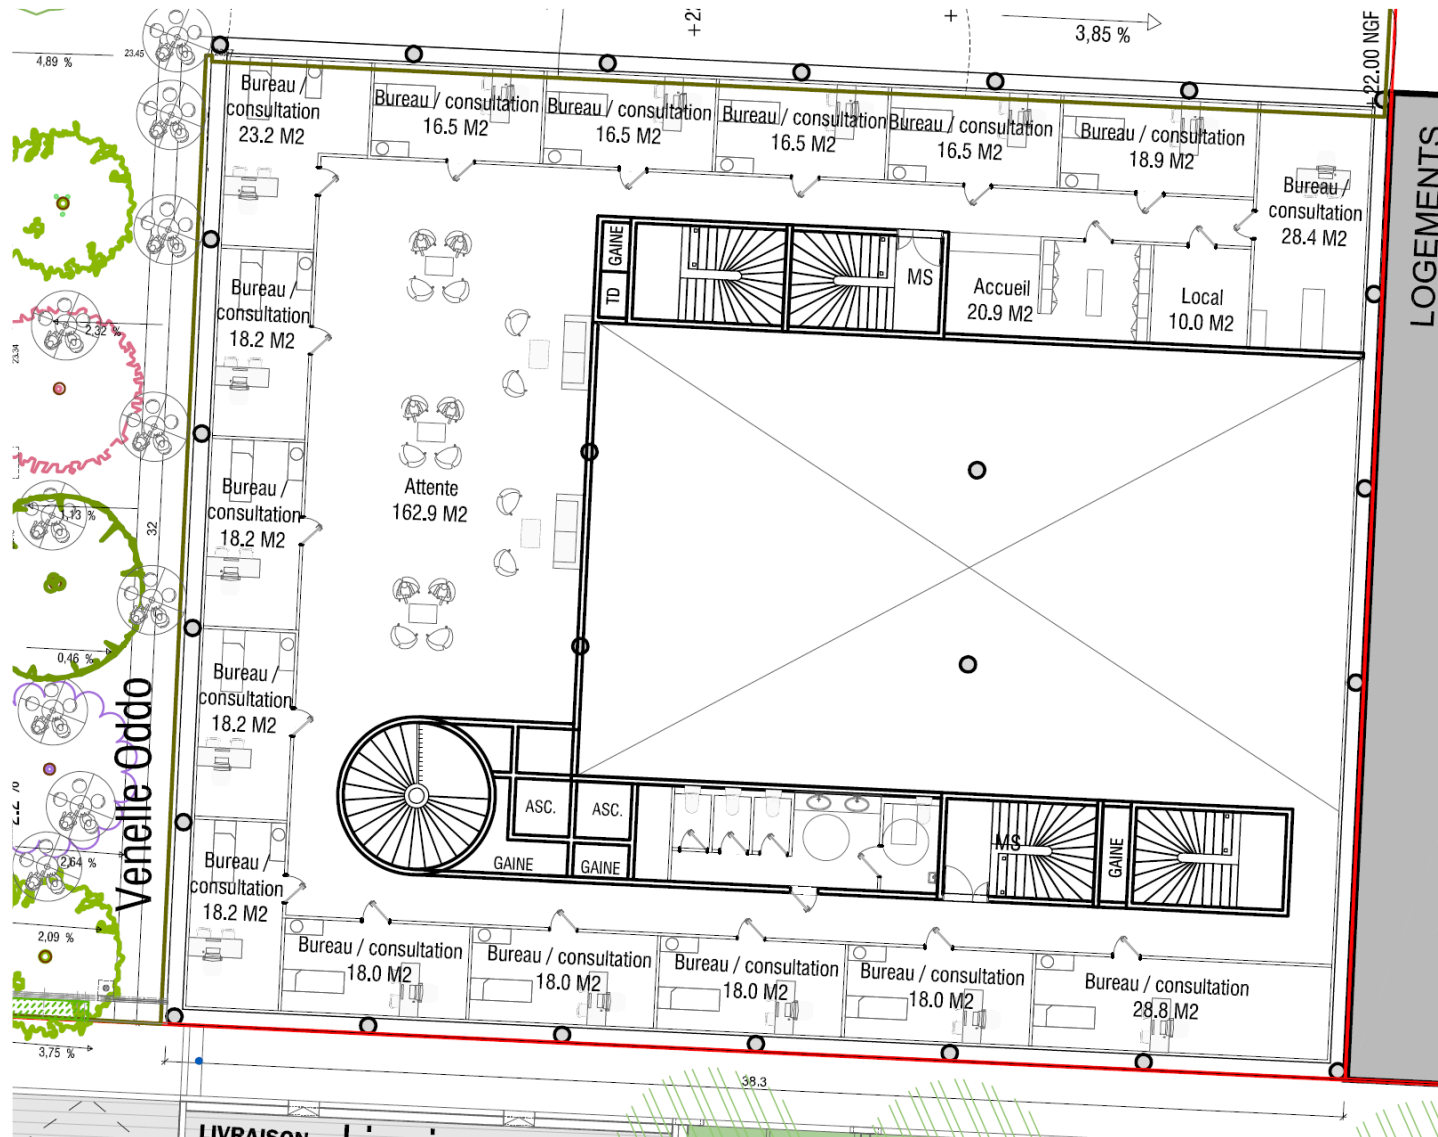 4,89 %
23.45
3,85 %
22.00 NGF
LOGEMENTS
Bureau /
consultation
23.2 M2
Bureau / consultation
16.5 M2
Bureau / consultation
16.5 M2
Bureau / consultation
16.5 M2
Bureau / consultation
16.5 M2
Bureau / consultation
18.9 M2
Bureau /
consultation
28.4 M2
GAINE
TD
MS
Accueil
20.9 M2
Local
10.0 M2
Bureau /
consultation
18.2 M2
2,32 %
23.34
Bureau /
consultation
18.2 M2
Attente
162.9 M2
1,13 %
32
0,46 %
Bureau /
consultation
18.2 M2
Venelle Oddo
2,64 %
ASC.
ASC.
GAINE
GAINE
MS
GAINE
Bureau /
consultation
18.2 M2
2,09 %
Bureau / consultation
18.0 M2
Bureau / consultation
18.0 M2
Bureau / consultation
18.0 M2
Bureau / consultation
18.0 M2
Bureau / consultation
28.8 M2
3,75 %
38.3
LIVRAISON